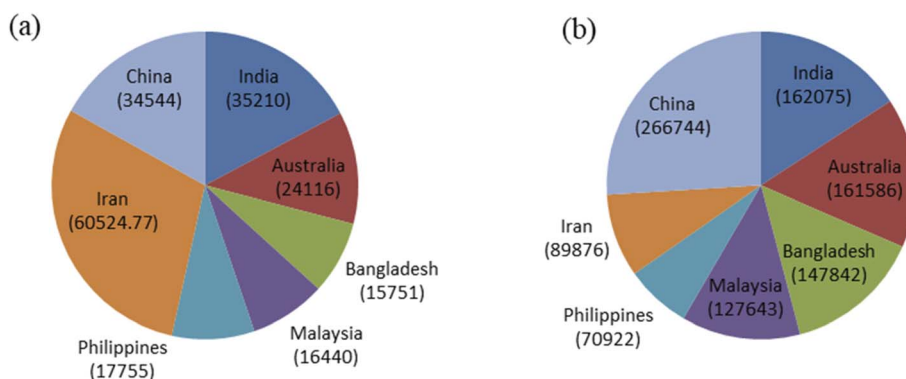 (a)
China
(34544)
India
(35210)
Australia
(24116)
Iran
(60524.77)
Bangladesh
(15751)
Malaysia
(16440)
Philippines
(17755)
(b)
China
(266744)
India
(162075)
Australia
(161586)
Iran
(89876)
Bangladesh
(147842)
Malaysia
(127643)
Philippines
(70922)